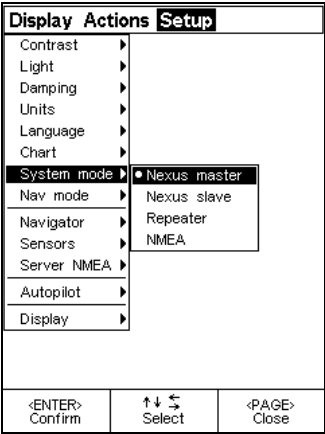 Display Actions Setup
Contrast
Light
Damping
Units
Language
Chart
System mode
Nav mode
Navigator
Sensors
Server NMEA
Autopilot
Display
Nexus master
Nexus slave
Repeater
NMEA
<ENTER>
Confirm
Select
<PAGE>
Close